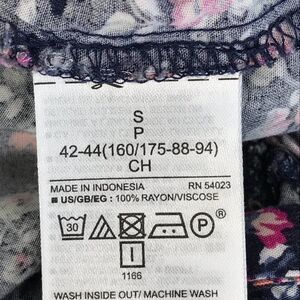 S
P
42-44(160/175-88-94)
CH
MADE IN INDONESIA RN 54023
■ US/GB/EG: 100% RAYON/VISCOSE
30 P
I
1166
WASH INSIDE OUT/ MACHINE WASH